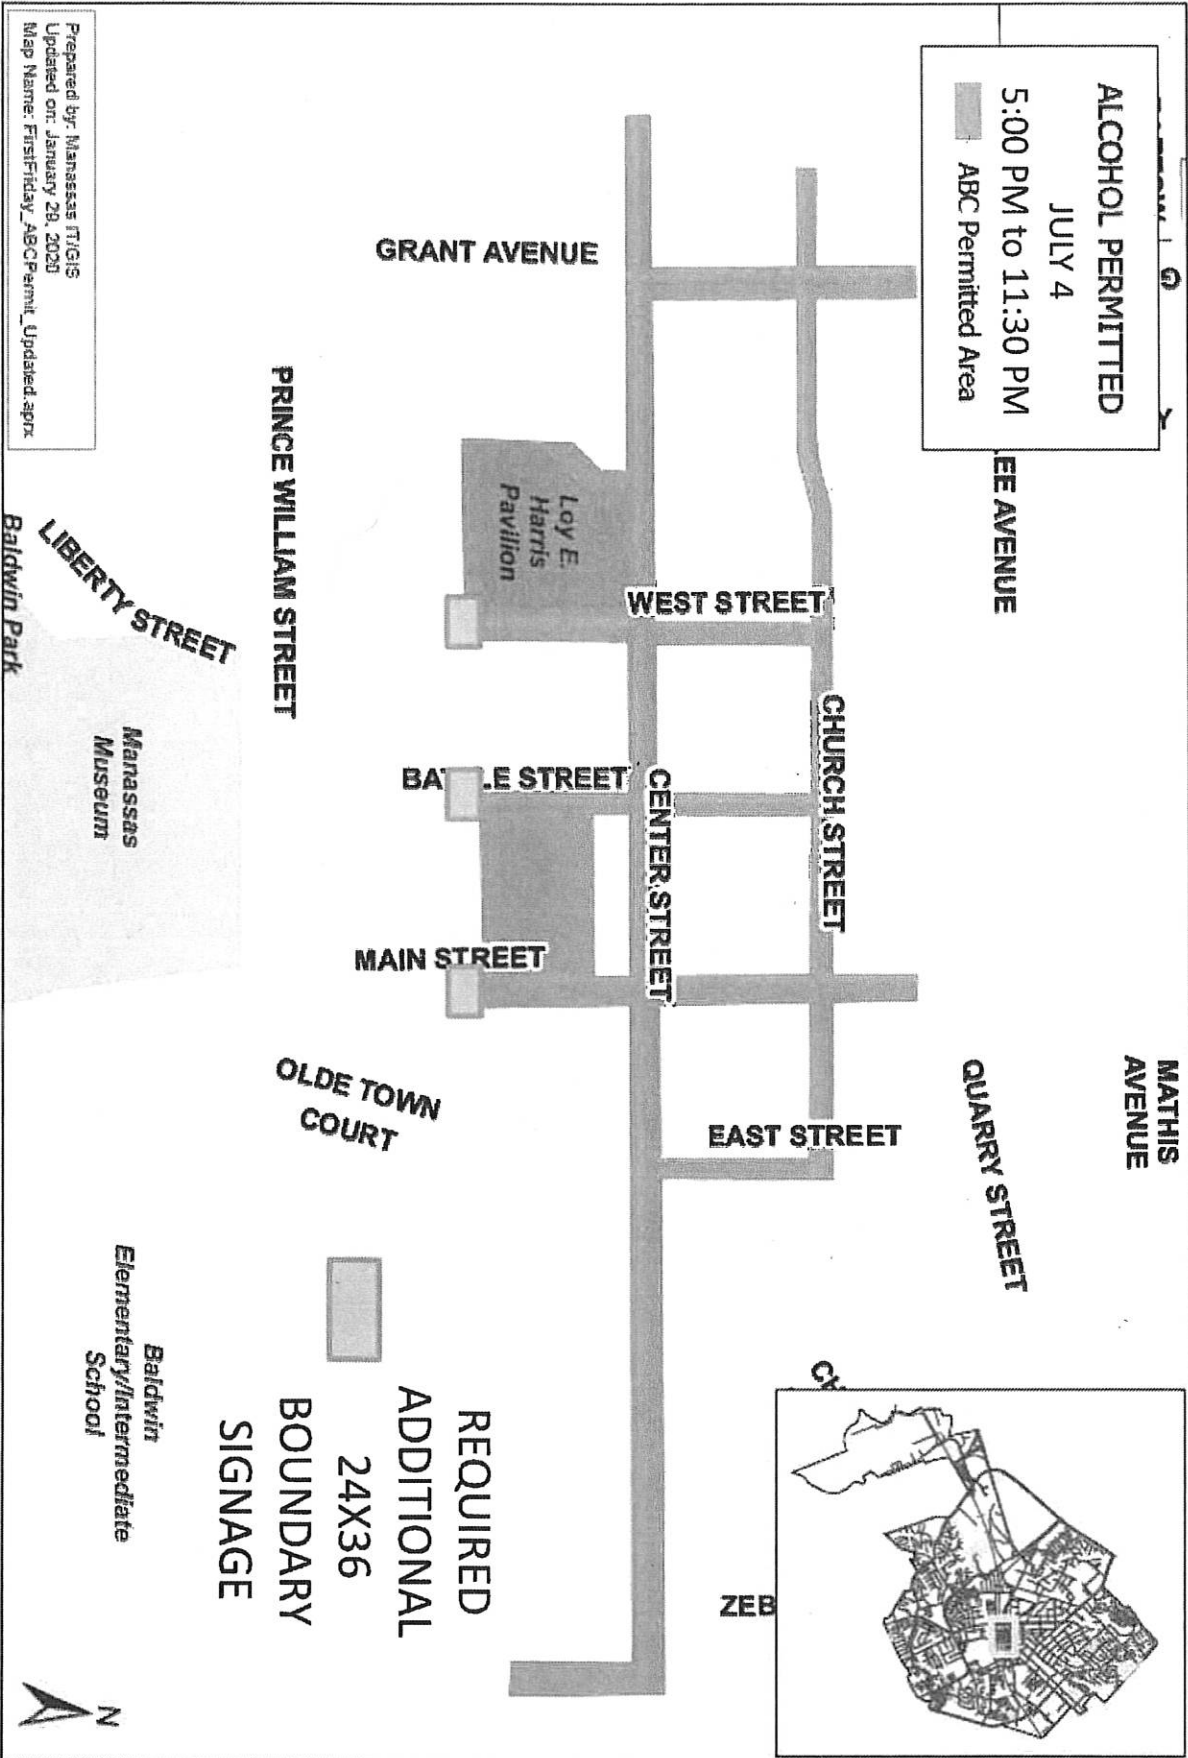 ALCOHOL PERMITTED
JULY 4
5:00 PM to 11:30 PM
ABC Permitted Area
LEE AVENUE
MATHIS
AVENUE
QUARRY STREET
CHURCH STREET
EAST STREET
WEST STREET
CENTER STREET
GRANT AVENUE
Loy E.
Harris
Pavilion
MAIN STREET
PRINCE WILLIAM STREET
OLDE TOWN
COURT
LIBERTY STREET
Manassas
Museum
Baldwin Park
Baldwin
Elementary/Intermediate
School
ZEB
REQUIRED
ADDITIONAL
24X36
BOUNDARY
SIGNAGE
N
Prepared by: Manassas IT/GIS
Updated on: January 29, 2020
Map Name: FirstFriday_ABCPermit_Updated.aprx